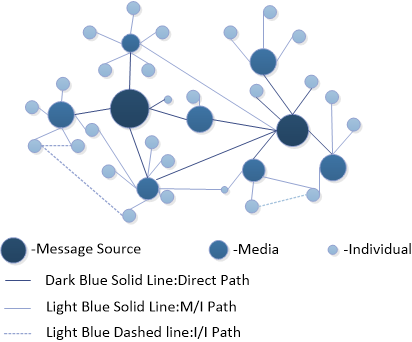 -Message Source
-Media
-Individual
Dark Blue Solid Line:Direct Path
Light Blue Solid Line:M/I Path
Light Blue Dashed line:I/I Path